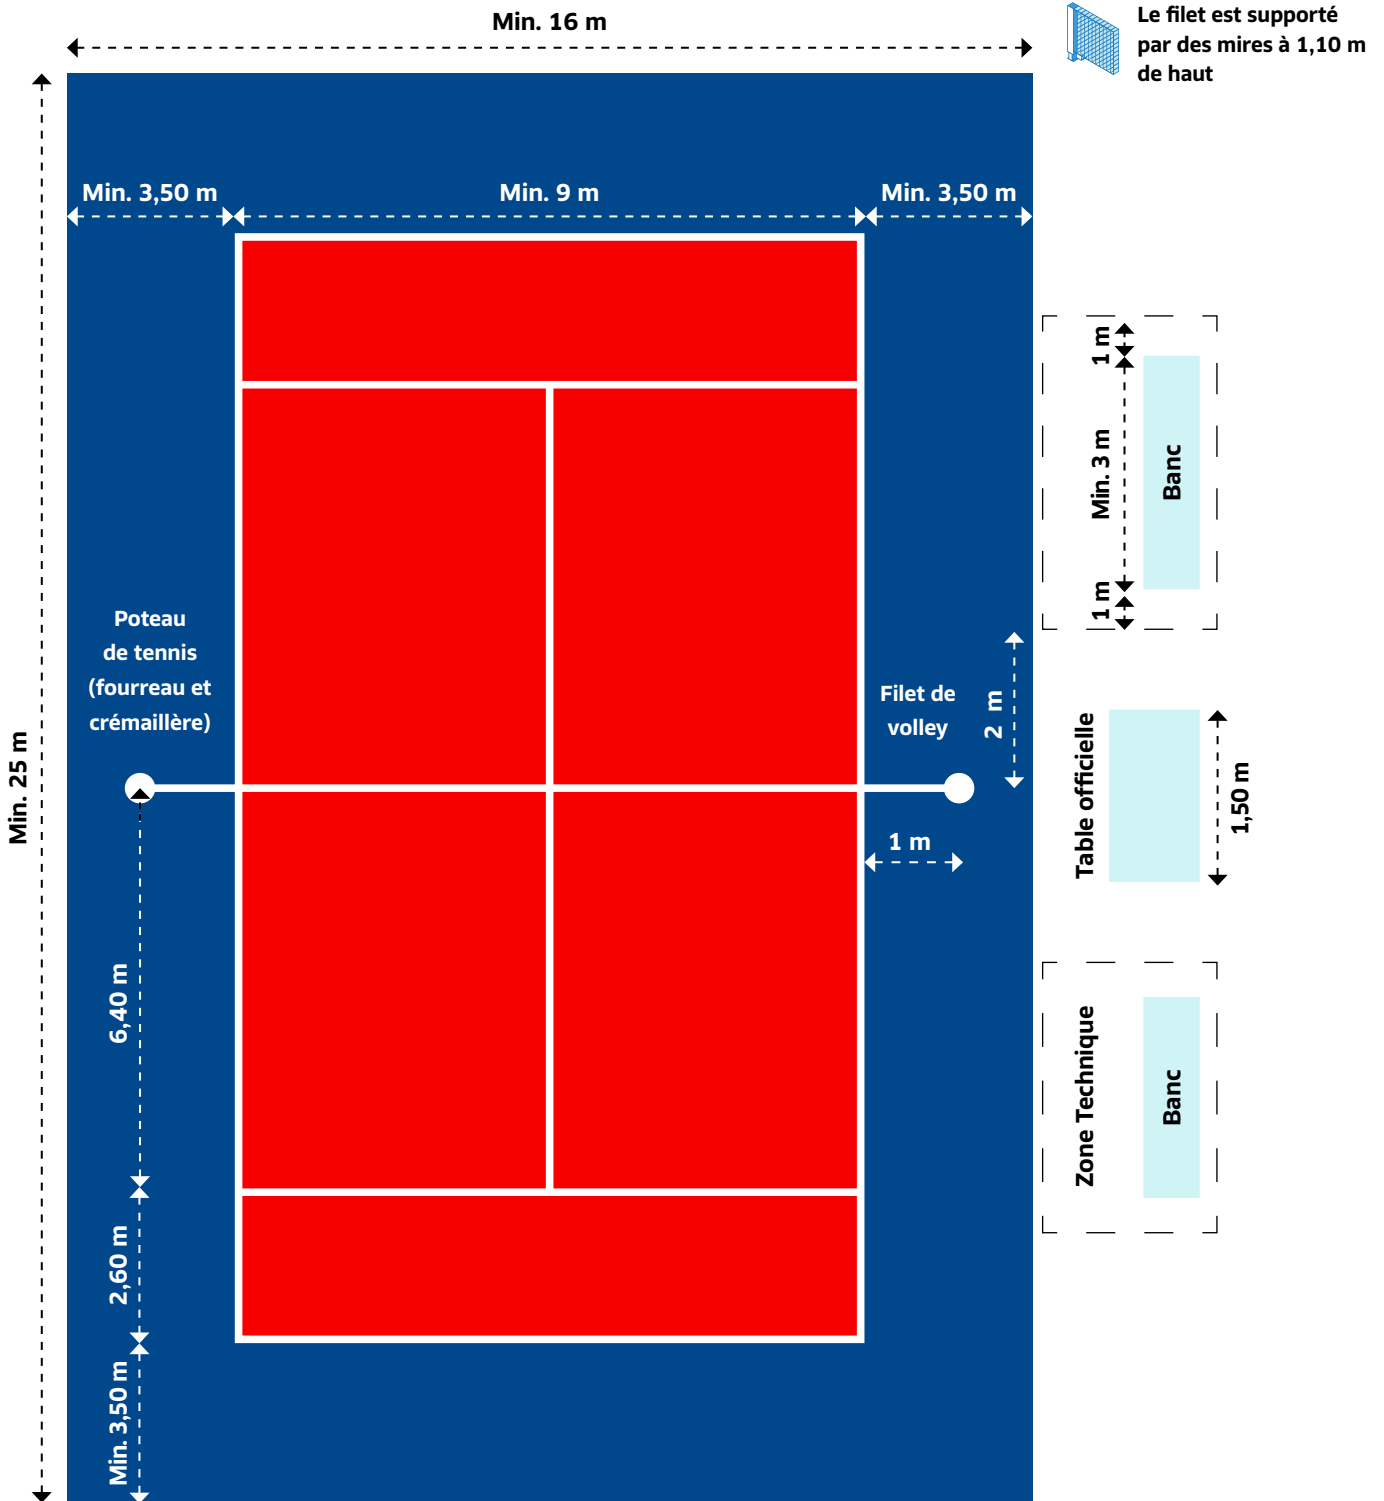 Min. 16 m
Le filet est supporté
par des mires à 1,10 m
de haut
Min. 3,50 m
Min. 9 m
Min. 3,50 m
Min. 25 m
1 m
Min. 3 m
1 m
Banc
Poteau
de tennis
(fourreau et
crémaillère)
Filet de
volley
2 m
Table officielle
1,50 m
1 m
6,40 m
Zone Technique
Banc
2,60 m
Min. 3,50 m